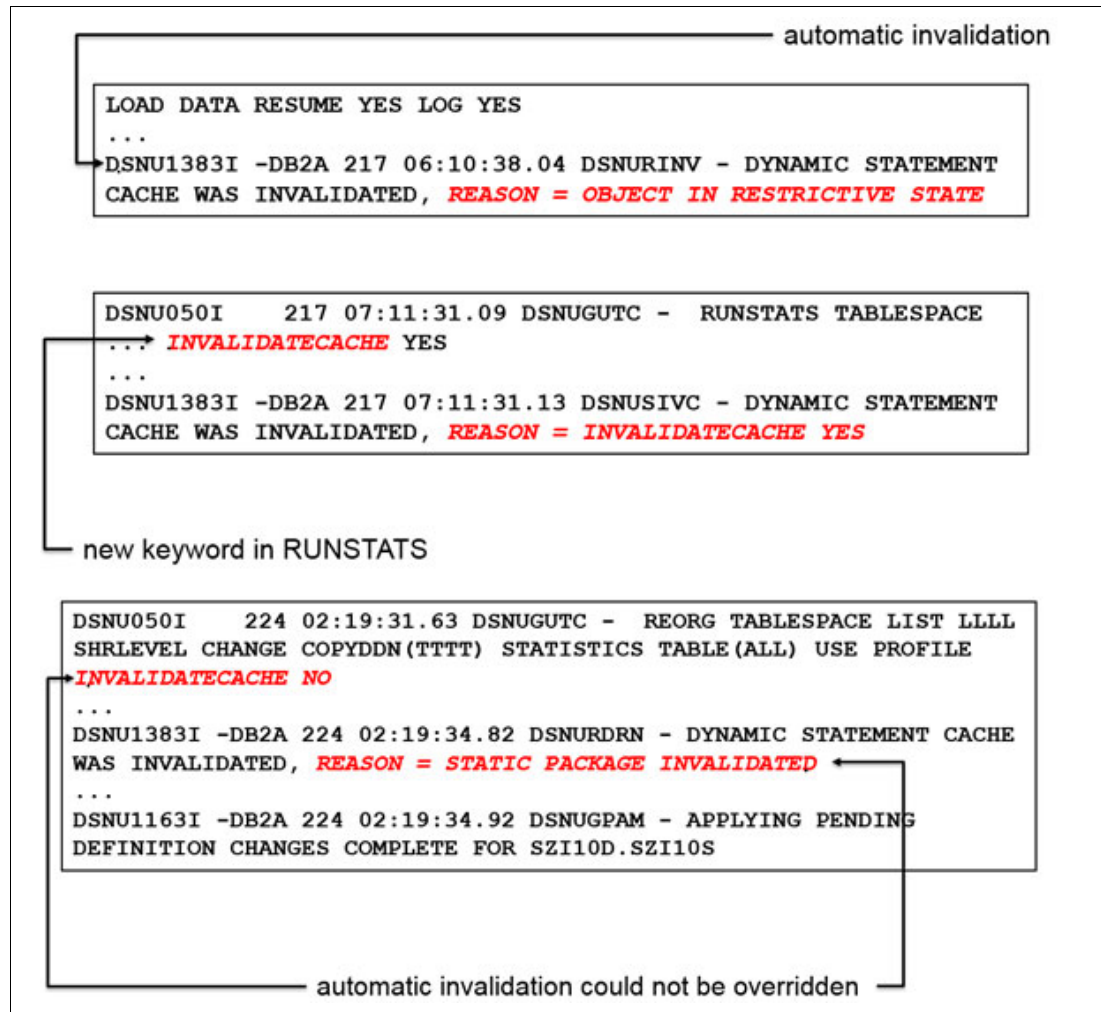 automatic invalidation
LOAD DATA RESUME YES LOG YES
...
DSNU1383I -DB2A 217 06:10:38.04 DSNURINV - DYNAMIC STATEMENT
CACHE WAS INVALIDATED, REASON = OBJECT IN RESTRICTIVE STATE
DSNU050I    217 07:11:31.09 DSNUGUTC -  RUNSTATS TABLESPACE
... INVALIDATECACHE YES
...
DSNU1383I -DB2A 217 07:11:31.13 DSNUSIVC - DYNAMIC STATEMENT
CACHE WAS INVALIDATED, REASON = INVALIDATECACHE YES
new keyword in RUNSTATS
DSNU050I    224 02:19:31.63 DSNUGUTC -  REORG TABLESPACE LIST LLLL
SHRLEVEL CHANGE COPYDDN(TTTT) STATISTICS TABLE(ALL) USE PROFILE
INVALIDATECACHE NO
...
DSNU1383I -DB2A 224 02:19:34.82 DSNURDRN - DYNAMIC STATEMENT CACHE
WAS INVALIDATED, REASON = STATIC PACKAGE INVALIDATED
...
DSNU1163I -DB2A 224 02:19:34.92 DSNUGPAM - APPLYING PENDING
DEFINITION CHANGES COMPLETE FOR SZI10D.SZI10S
automatic invalidation could not be overridden